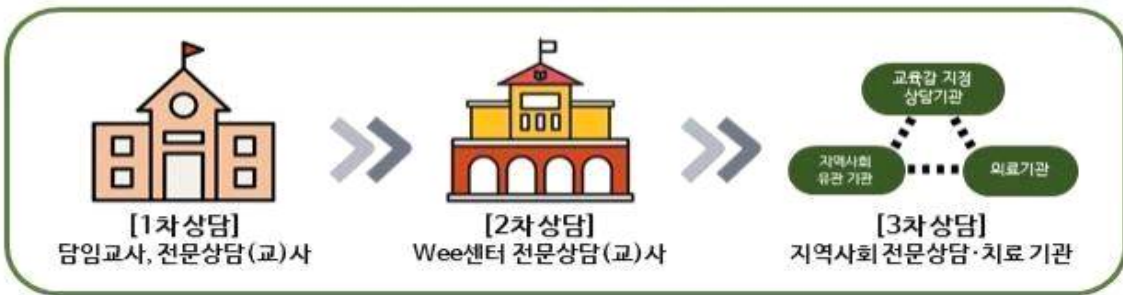 교육감 지정
상담기관
지역사회
유관 기관
의료기관
[1차 상담]
담임교사, 전문상담(교)사
[2차 상담]
Wee센터 전문상담(교)사
[3차 상담]
지역사회 전문상담·치료 기관